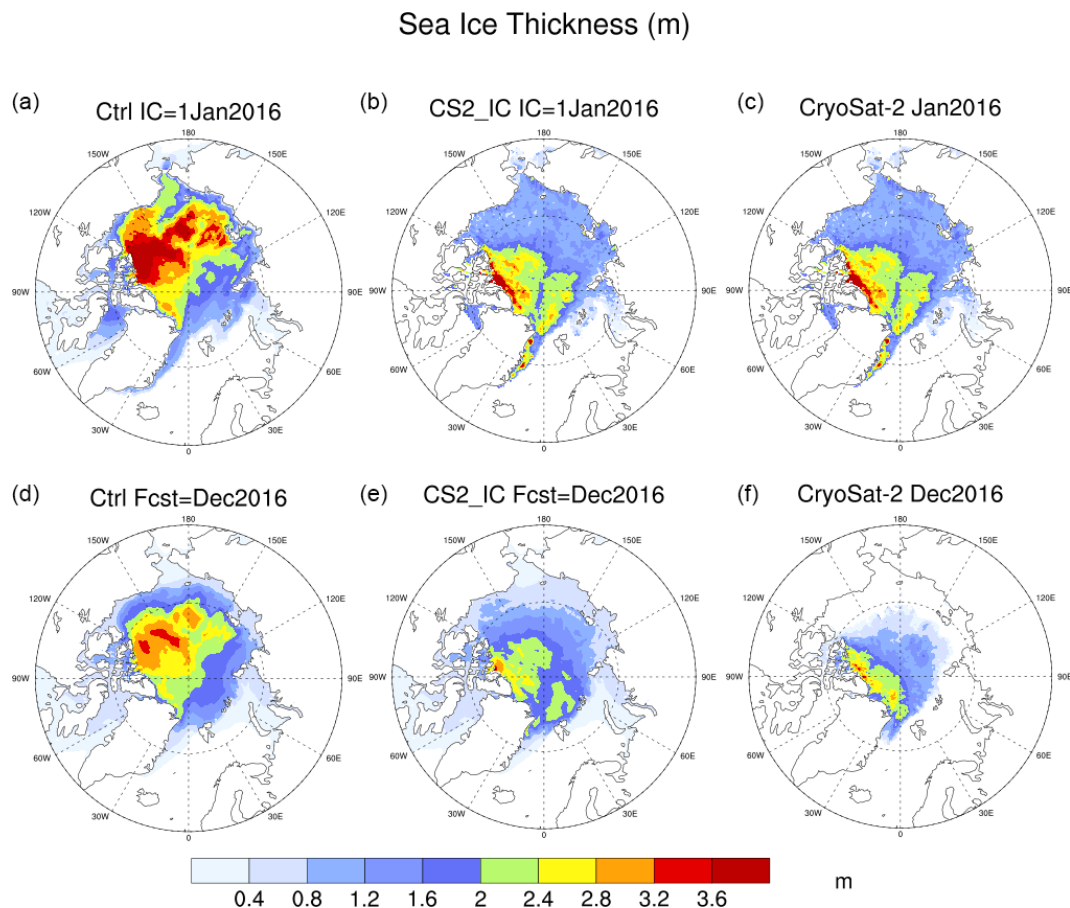 Sea Ice Thickness (m)
(a)
Ctrl IC=1Jan2016
180
150W
150E
120W
120E
90W
90E
60W
60E
30W
30E
0
(b)
CS2_IC IC=1Jan2016
180
150W
150E
120W
120E
90W
90E
60W
60E
30W
30E
0
(c)
CryoSat-2 Jan2016
180
150W
150E
120W
120E
90W
90E
60W
60E
30W
30E
0
(d)
Ctrl Fcst=Dec2016
180
150W
150E
120W
120E
90W
90E
60W
60E
30W
30E
0
(e)
CS2_IC Fcst=Dec2016
180
150W
150E
120W
120E
90W
90E
60W
60E
30W
30E
0
(f)
CryoSat-2 Dec2016
180
150W
150E
120W
120E
90W
90E
60W
60E
30W
30E
0
0.4 0.8 1.2 1.6 2 2.4 2.8 3.2 3.6
m